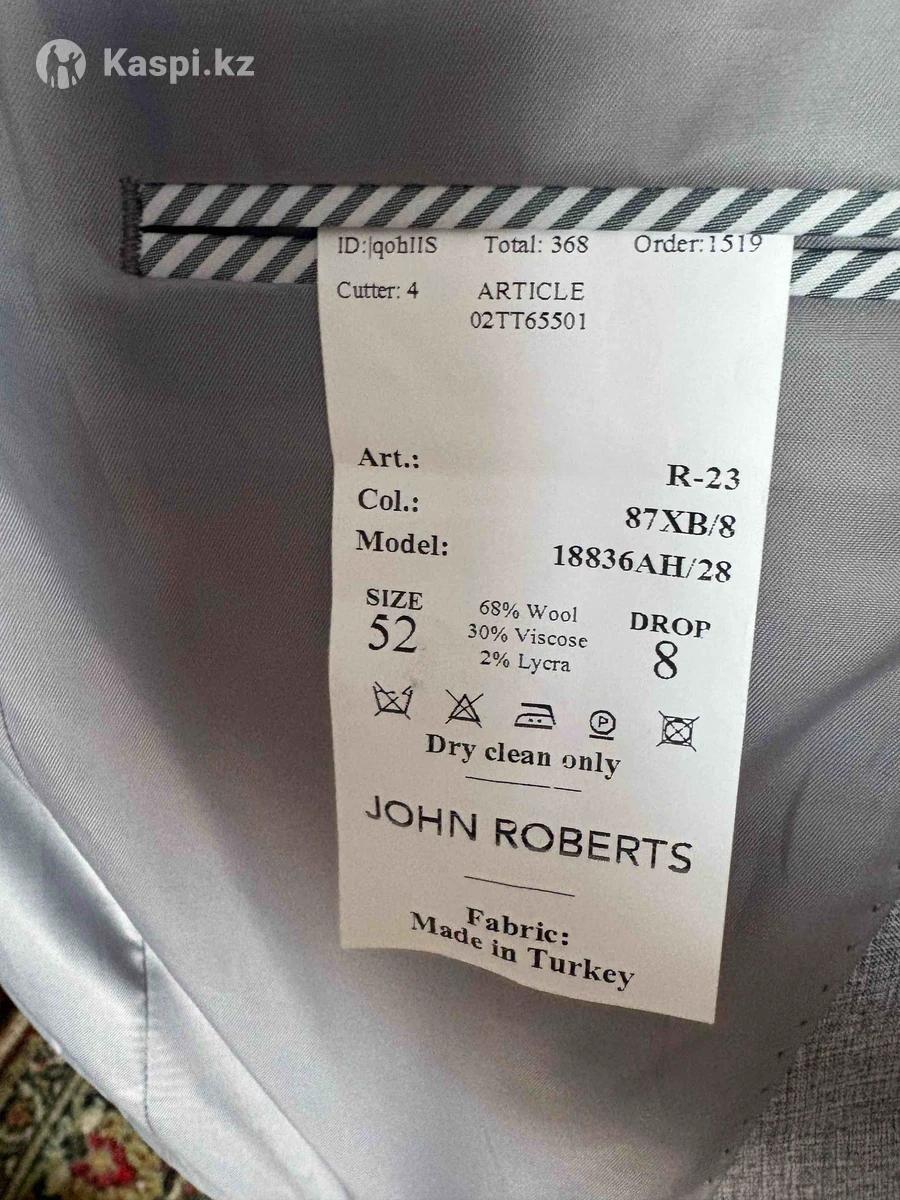 Kaspi.kz
ID:jqohIIS Total: 368 Order:1519
Cutter: 4 ARTICLE
02TT65501
Art.: R-23
Col.: 87XB/8
Model: 18836AH/28
SIZE 68% Wool DROP
52 30% Viscose 8
2% Lycra
P
Dry clean only
JOHN ROBERTS
Fabric:
Made in Turkey